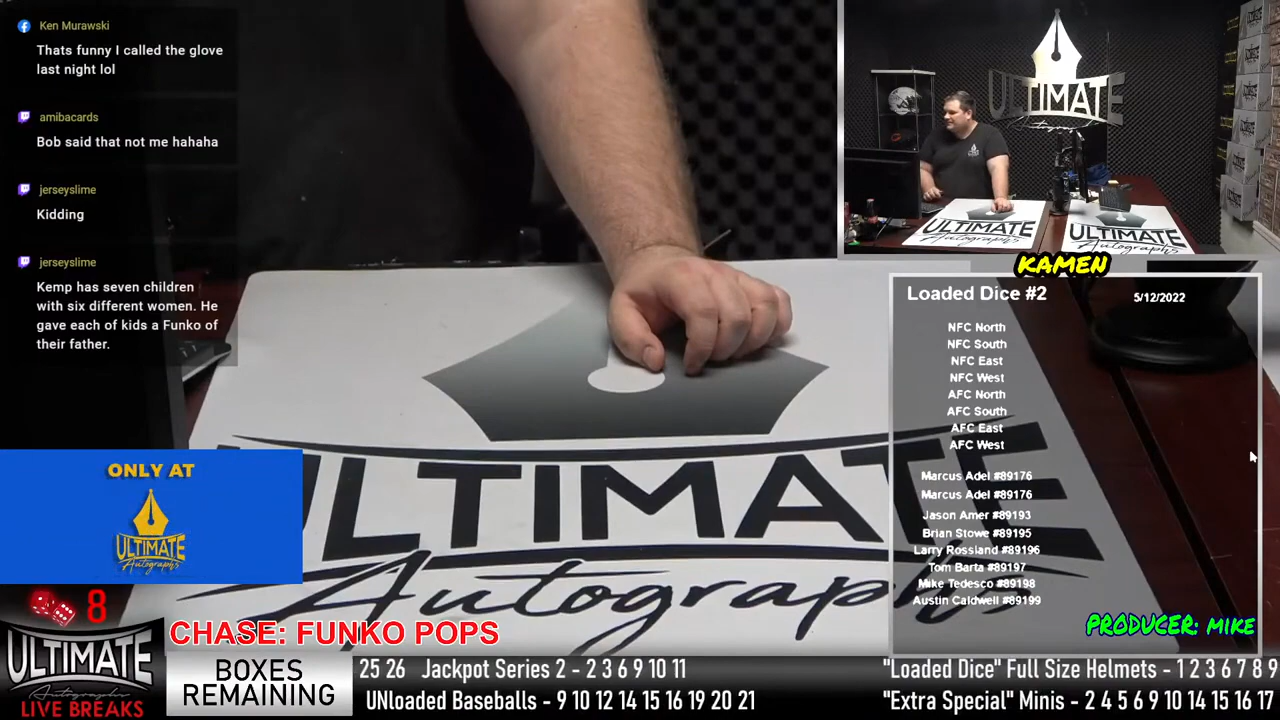 Ken Murawski
Thats funny I called the glove
last night lol
amibacards
Bob said that not me hahaha
jerseyslime
Kidding
jerseyslime
Kemp has seven children
with six different women. He
gave each of kids a Funko of
their father.
ULTIMATE
ULTIMATE
Autographs
ULTIMATE
Autographs
KAMEN
Loaded Dice #2
5/12/2022
NFC North
NFC South
NFC East
NFC West
AFC North
AFC South
AFC East
AFC West
Marcus Adel #89176
Marcus Adel #89176
Jason Amer #89193
Brian Stowe #89195
Larry Rossland #89196
Tom Barta #89197
Mike Tedesco #89198
Austin Caldwell #89199
PRODUCER: MIKE
ULTIMATE
Autographs
ONLY AT
ULTIMATE
Autographs
8
CHASE: FUNKO POPS
ULTIMATE
Autographs
LIVE BREAKS
BOXES
REMAINING
25 26 Jackpot Series 2 - 2 3 6 9 10 11
"Loaded Dice" Full Size Helmets - 1 2 3 6 7 8 9
UNloaded Baseballs - 9 10 12 14 15 16 19 20 21
"Extra Special" Minis - 2 4 5 6 9 10 14 15 16 17